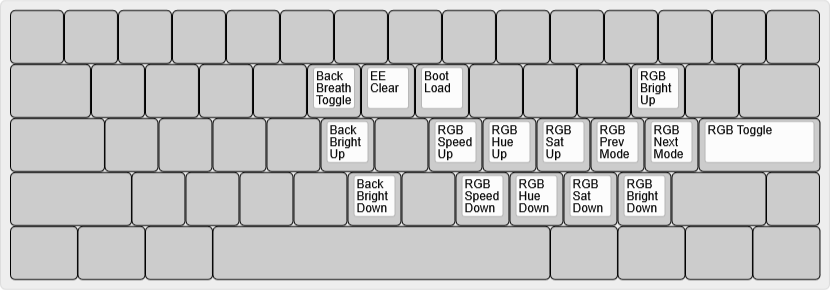 Back
Breath
Toggle
EE
Clear
Boot
Load
RGB
Bright
Up
Back
Bright
Up
RGB
Speed
Up
RGB
Hue
Up
RGB
Sat
Up
RGB
Prev
Mode
RGB
Next
Mode
RGB Toggle
Back
Bright
Down
RGB
Speed
Down
RGB
Hue
Down
RGB
Sat
Down
RGB
Bright
Down